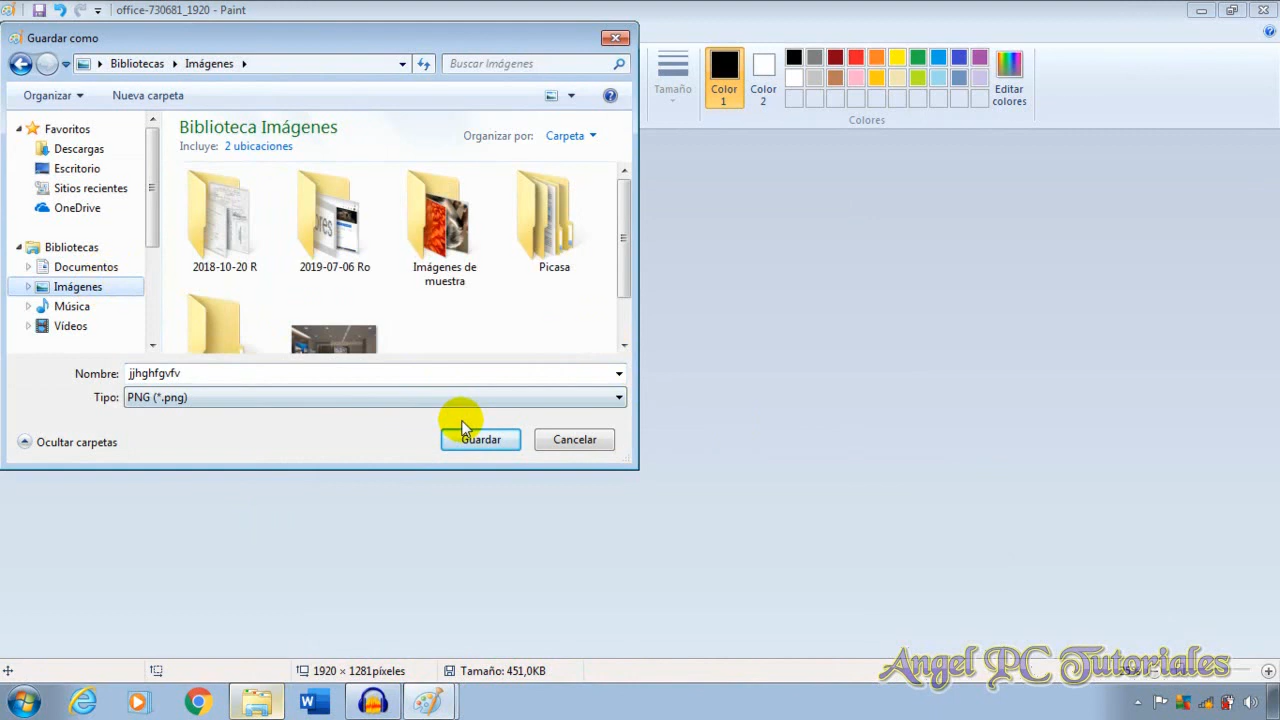 office-730681_1920 - Paint
Guardar como
Bibliotecas Imágenes
Buscar Imágenes
Organizar Nueva carpeta
Favoritos
Descargas
Escritorio
Sitios recientes
OneDrive
Bibliotecas
Documentos
Imágenes
Música
Vídeos
Biblioteca Imágenes
Incluye: 2 ubicaciones
Organizar por: Carpeta
2018-10-20 R
2019-07-06 Ro
Imágenes de
muestra
Picasa
Nombre: jjhghfgvfv
Tipo: PNG (*.png)
Ocultar carpetas
Guardar
Cancelar
Tamaño
Color
1
Color
2
Editar
colores
Colores
1920 × 1281píxeles
Tamaño: 451,0KB
Angel PC Tutoriales